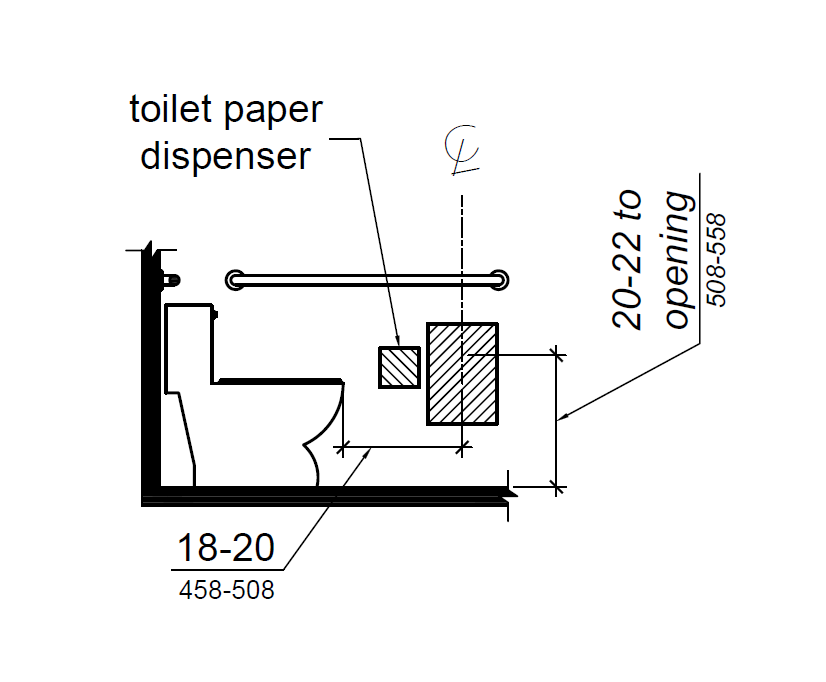 toilet paper
dispenser
℄
20-22 to
opening
508-558
18-20
458-508